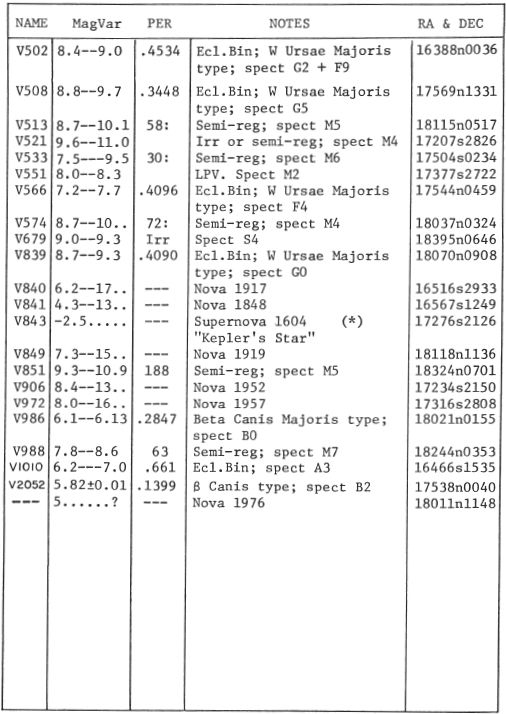 NAME MagVar PER NOTES RA & DEC
V502 8.4--9.0 .4534 Ecl.Bin; W Ursae Majoris 16388n0036
type; spect G2 + F9
V508 8.8--9.7 .3448 Ecl.Bin; W Ursae Majoris 17569n1331
type; spect G5
V513 8.7--10.1 58: Semi-reg; spect M5 18115n0517
V521 9.6--11.0 Irr or semi-reg; spect M4 17207s2826
V533 7.5---9.5 30: Semi-reg; spect M6 17504s0234
V551 8.0--8.3 LPV. Spect M2 17377s2722
V566 7.2--7.7 .4096 Ecl.Bin; W Ursae Majoris 17544n0459
type; spect F4
V574 8.7--10.. 72: Semi-reg; spect M4 18037n0324
V679 9.0--9.3 Irr Spect S4 18395n0646
V839 8.7--9.3 .4090 Ecl.Bin; W Ursae Majoris 18070n0908
type; spect G0
V840 6.2--17.. --- Nova 1917 16516s2933
V841 4.3--13.. --- Nova 1848 16567s1249
V843 -2.5..... --- Supernova 1604 (*) 17276s2126
"Kepler's Star"
V849 7.3--15.. --- Nova 1919 18118n1136
V851 9.3--10.9 188 Semi-reg; spect M5 18324n0701
V906 8.4--13.. --- Nova 1952 17234s2150
V972 8.0--16.. --- Nova 1957 17316s2808
V986 6.1--6.13 .2847 Beta Canis Majoris type; 18021n0155
spect B0
V988 7.8--8.6 63 Semi-reg; spect M7 18244n0353
V1010 6.2---7.0 .661 Ecl.Bin; spect A3 16466s1535
V2052 5.82±0.01 .1399 β Canis type; spect B2 17538n0040
--- 5......? --- Nova 1976 18011n1148